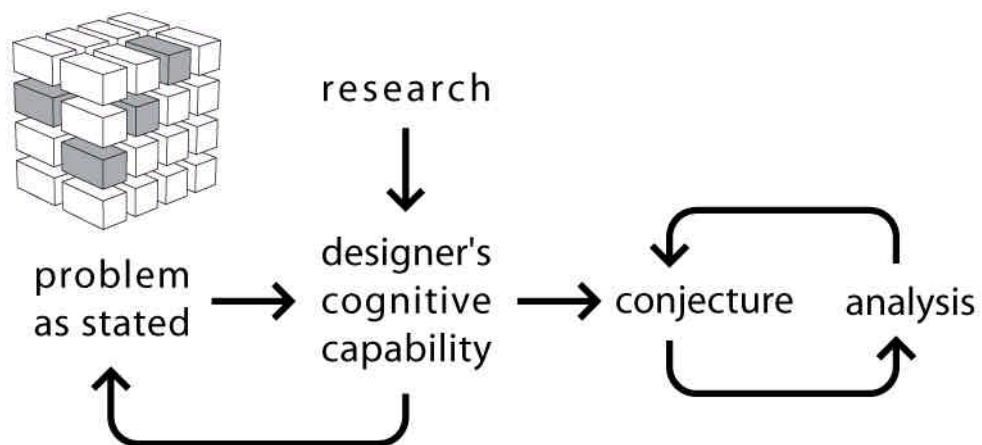 research
problem
as stated
designer's
cognitive
capability
conjecture
analysis